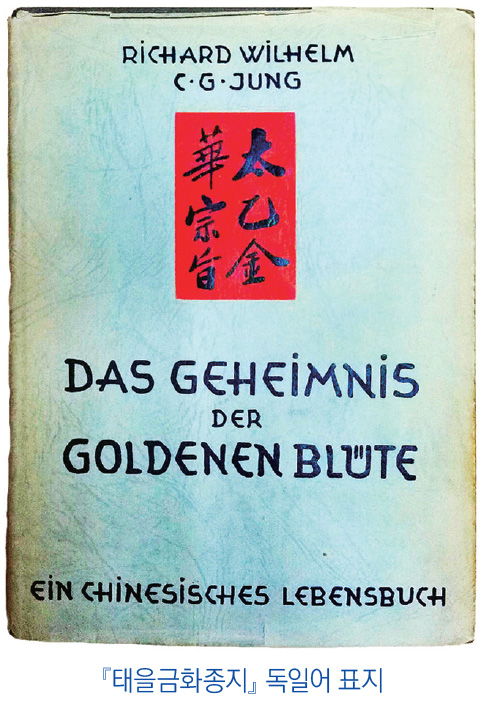 RICHARD WILHELM
C·G·JUNG
太乙金
華宗旨
DAS GEHEIMNIS
DER
GOLDENEN BLÜTE
EIN CHINESISCHES LEBENSBUCH
『태을금화종지』 독일어 표지